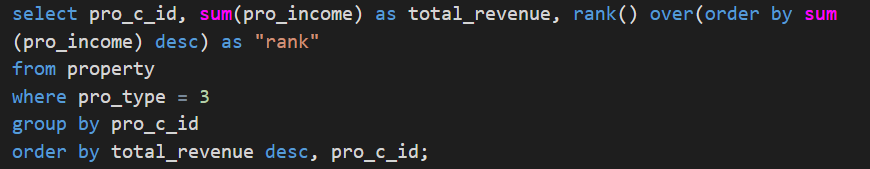 select pro_c_id, sum(pro_income) as total_revenue, rank() over(order by sum
(pro_income) desc) as "rank"
from property
where pro_type = 3
group by pro_c_id
order by total_revenue desc, pro_c_id;